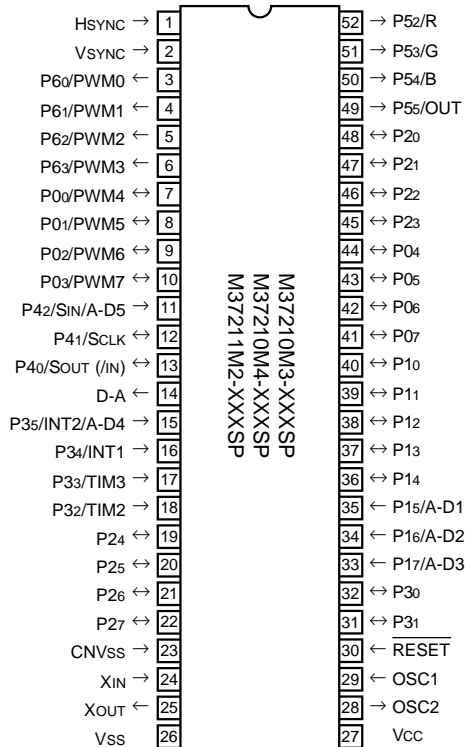 HSYNC → 1
VSYNC → 2
P60/PWM0 ← 3
P61/PWM1 ← 4
P62/PWM2 ← 5
P63/PWM3 ← 6
P00/PWM4 ↔ 7
P01/PWM5 ↔ 8
P02/PWM6 ↔ 9
P03/PWM7 ↔ 10
P42/SIN/A-D5 → 11
P41/SCLK ↔ 12
P40/SOUT (/IN) ↔ 13
D-A ← 14
P35/INT2/A-D4 → 15
P34/INT1 → 16
P33/TIM3 → 17
P32/TIM2 → 18
P24 ↔ 19
P25 ↔ 20
P26 ↔ 21
P27 ↔ 22
CNVSS → 23
XIN → 24
XOUT ← 25
VSS 26
M37210M3-XXXSP
M37210M4-XXXSP
M37211M2-XXXSP
52 → P52/R
51 → P53/G
50 → P54/B
49 → P55/OUT
48 ↔ P20
47 ↔ P21
46 ↔ P22
45 ↔ P23
44 ↔ P04
43 ↔ P05
42 ↔ P06
41 ↔ P07
40 ↔ P10
39 ↔ P11
38 ↔ P12
37 ↔ P13
36 ↔ P14
35 ← P15/A-D1
34 ← P16/A-D2
33 ← P17/A-D3
32 ↔ P30
31 ↔ P31
30 ← RESET
29 ← OSC1
28 → OSC2
27 VCC